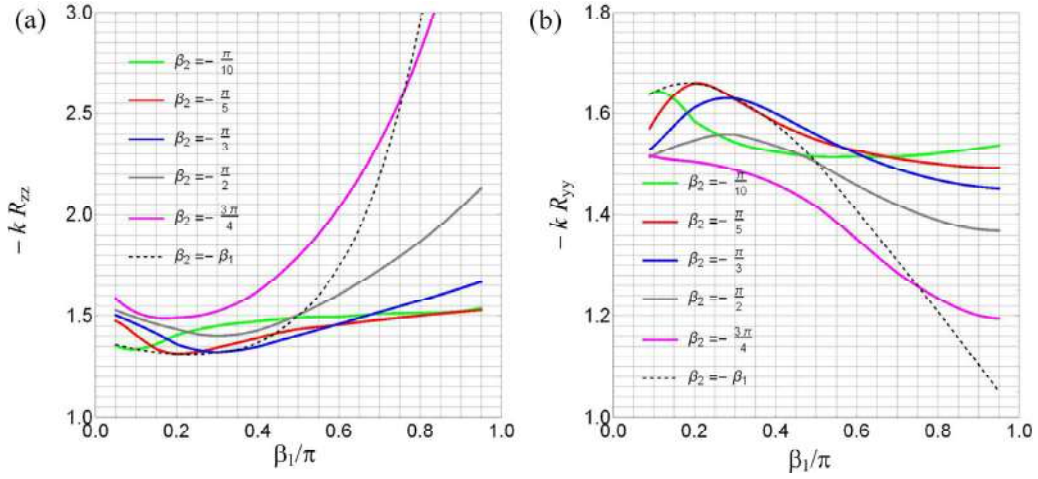 (a)
3.0
2.5
2.0
1.5
1.0
− k Rzz
β2 =− π/10
β2 =− π/5
β2 =− π/3
β2 =− π/2
β2 =− 3π/4
β2 =− β1
0.0 0.2 0.4 0.6 0.8 1.0
β1/π
(b)
1.8
1.6
1.4
1.2
1.0
− k Ryy
β2 =− π/10
β2 =− π/5
β2 =− π/3
β2 =− π/2
β2 =− 3π/4
β2 =− β1
0.0 0.2 0.4 0.6 0.8 1.0
β1/π